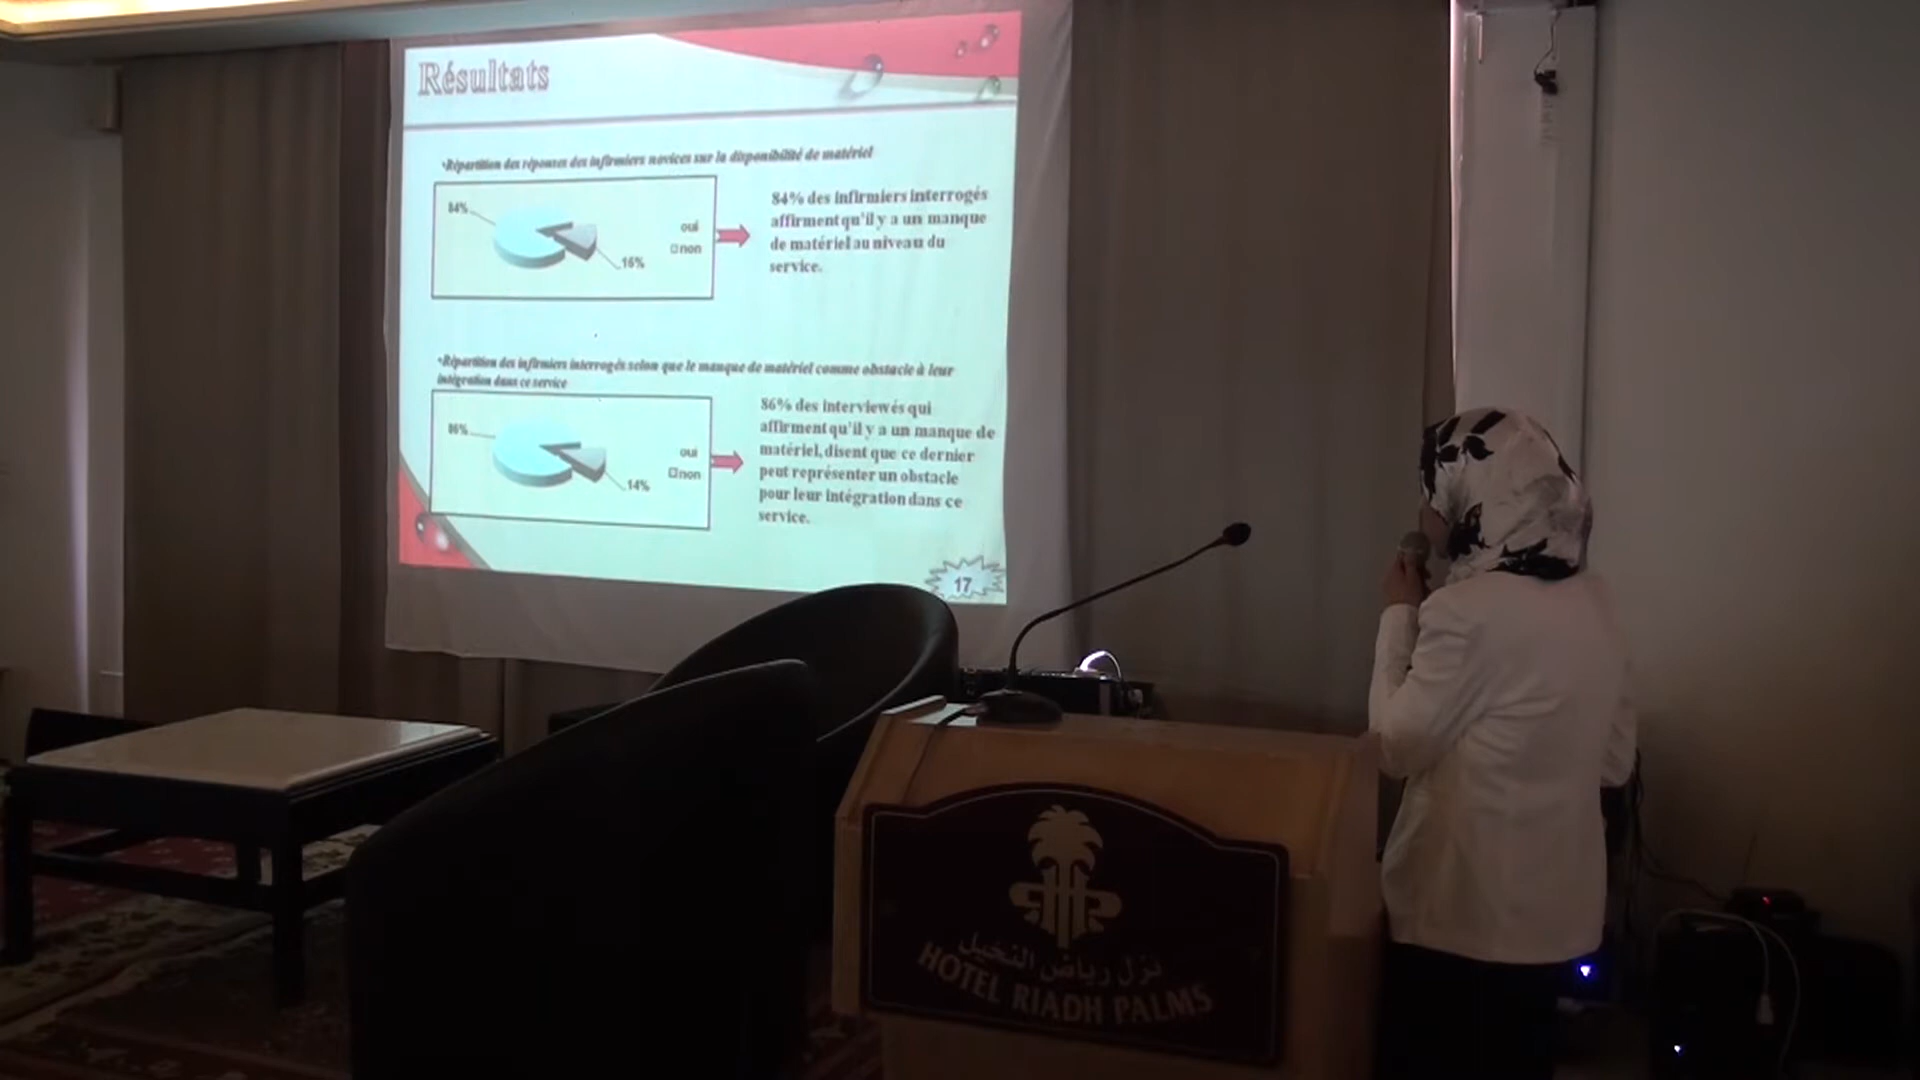 Résultats
•Répartition des réponses des infirmiers novices sur la disponibilité de matériel
84%
16%
oui
non
84% des infirmiers interrogés
affirment qu'il y a un manque
de matériel au niveau du
service.
•Répartition des infirmiers interrogés selon que le manque de matériel comme obstacle à leur
intégration dans ce service
86%
14%
oui
non
86% des interviewés qui
affirment qu'il y a un manque de
matériel, disent que ce dernier
peut représenter un obstacle
pour leur intégration dans ce
service.
17
نزل رياض النخيل
HOTEL RIADH PALMS